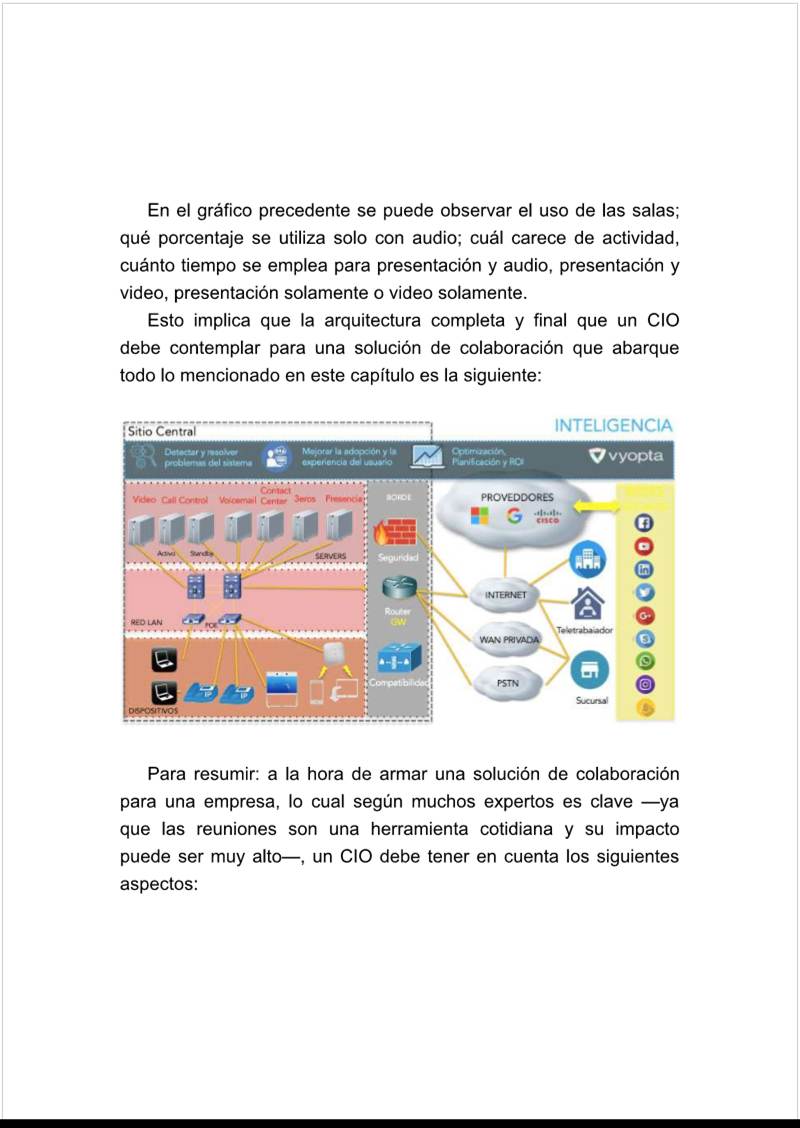 En el gráfico precedente se puede observar el uso de las salas;
qué porcentaje se utiliza solo con audio; cuál carece de actividad,
cuánto tiempo se emplea para presentación y audio, presentación y
video, presentación solamente o video solamente.
Esto implica que la arquitectura completa y final que un CIO
debe contemplar para una solución de colaboración que abarque
todo lo mencionado en este capítulo es la siguiente:
INTELIGENCIA
Sitio Central
Detectar y resolver
problemas del sistema
Mejorar la adopción y la
experiencia del usuario
Optimización,
Planificación y ROI
vyopta
Video
Call Control
Voicemail
Contact
Center
3eros
Presencia
Activo
Standby
SERVERS
RED LAN
POE
DISPOSITIVOS
IP
IP
BORDE
Seguridad
Router
GW
Compatibilidad
PROVEDDORES
CISCO
INTERNET
WAN PRIVADA
PSTN
Teletrabajador
Sucursal
Para resumir: a la hora de armar una solución de colaboración
para una empresa, lo cual según muchos expertos es clave —ya
que las reuniones son una herramienta cotidiana y su impacto
puede ser muy alto—, un CIO debe tener en cuenta los siguientes
aspectos: